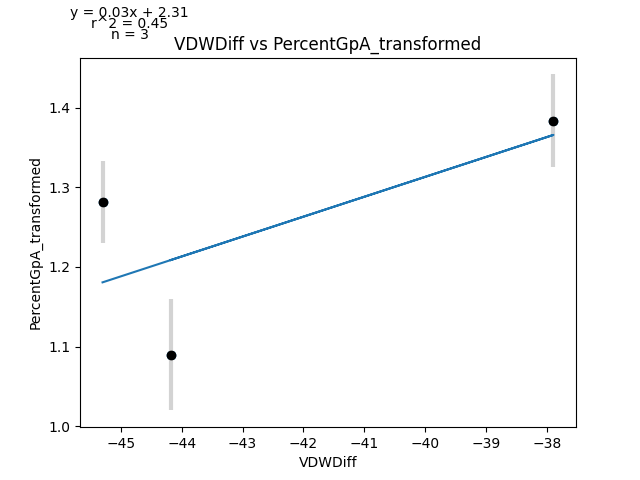 y = 0.03x + 2.31
r^2 = 0.45
n = 3
VDWDiff vs PercentGpA_transformed
PercentGpA_transformed
1.4
1.3
1.2
1.1
1.0
−45 −44 −43 −42 −41 −40 −39 −38
VDWDiff